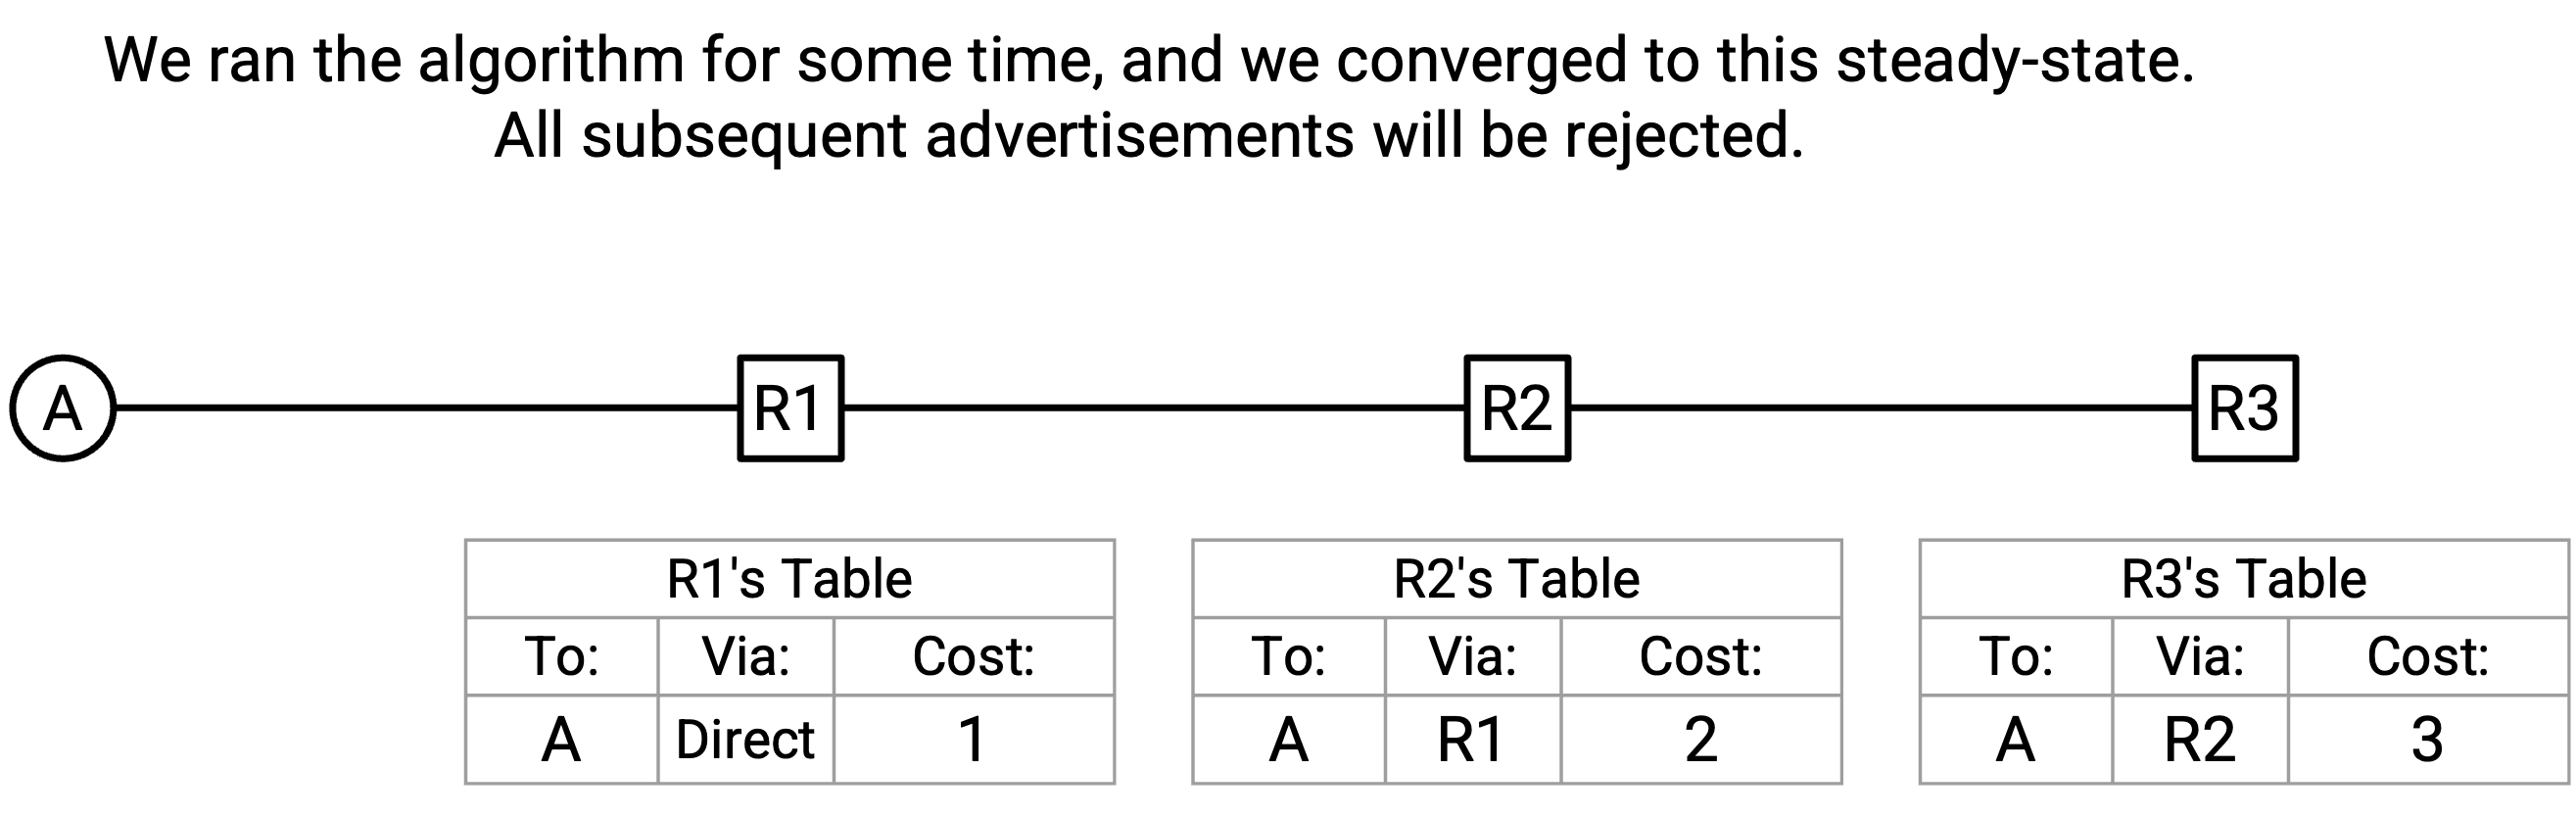 We ran the algorithm for some time, and we converged to this steady-state.
All subsequent advertisements will be rejected.
A R1 R2 R3
R1's Table R2's Table R3's Table
To: Via: Cost: To: Via: Cost: To: Via: Cost:
A Direct 1 A R1 2 A R2 3